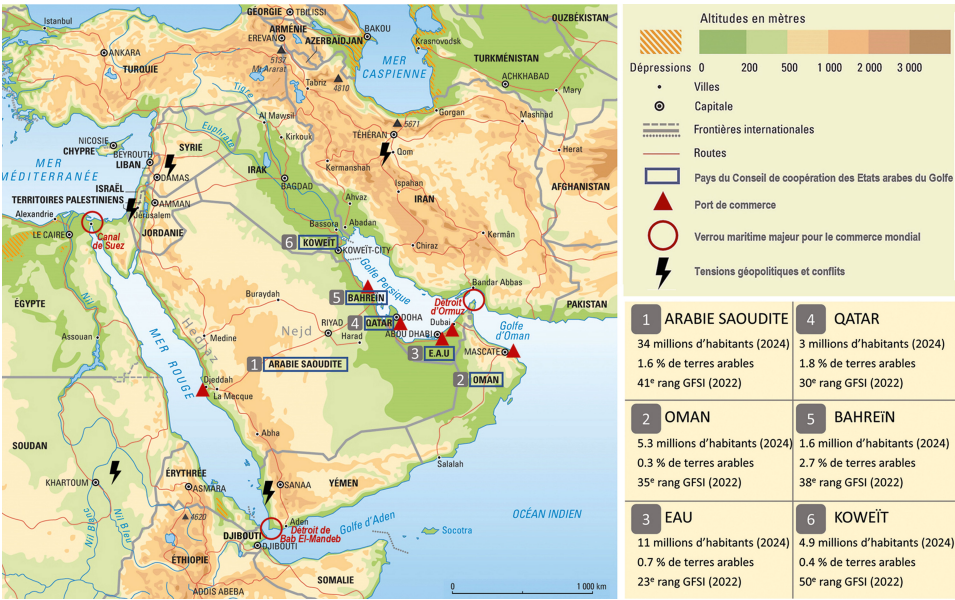 GÉORGIE
TBILISSI
OUZBÉKISTAN
Istanbul
ARMÉNIE
EREVAN
AZERBAÏDJAN
BAKOU
Krasnovodsk
ANKARA
5137
Mt Ararat
MER
CASPIENNE
TURKMÉNISTAN
TURQUIE
Tabriz
4810
ACHKHABAD
Mary
Tigre
Al Mawsil
5671
Gorgan
Mashhad
NICOSIE
CHYPRE
SYRIE
Euphrate
Kirkouk
TÉHÉRAN
Qom
Herat
MER
MÉDITERRANÉE
BEYROUTH
LIBAN
DAMAS
IRAK
BAGDAD
Kermanshah
Ispahan
IRAN
AFGHANISTAN
ISRAËL
TERRITOIRES PALESTINIENS
Alexandrie
Jérusalem
AMMAN
Ahvaz
LE CAIRE
Canal
de Suez
JORDANIE
Bassora
Abadan
6
KOWEÏT
KOWEÏT-CITY
Chiraz
Kermân
Golfe Persique
Bandar Abbas
ÉGYPTE
Nil
Buraydah
5
BAHREÏN
Détroit
d'Ormuz
PAKISTAN
Assouan
Hedjaz
Medine
Nejd
RIYAD
Harad
4
QATAR
DOHA
ABOU DHABI
Dubaï
Golfe
d'Oman
MASCATE
3
E.A.U
1
ARABIE SAOUDITE
2
OMAN
MER ROUGE
Djeddah
La Mecque
Abha
SOUDAN
KHARTOUM
Nil Blanc
Nil Bleu
ÉRYTHRÉE
ASMARA
SANAA
YÉMEN
Salalah
4620
Aden
Détroit de
Bab El-Mandeb
Golfe d'Aden
Socotra
OCÉAN INDIEN
DJIBOUTI
DJIBOUTI
ÉTHIOPIE
ADDIS ABEBA
SOMALIE
0
1 000 km
Altitudes en mètres
Dépressions
0 200 500 1 000 2 000 3 000
Villes
Capitale
Frontières internationales
Routes
Pays du Conseil de coopération des Etats arabes du Golfe
Port de commerce
Verrou maritime majeur pour le commerce mondial
Tensions géopolitiques et conflits
1 ARABIE SAOUDITE
34 millions d'habitants (2024)
1.6 % de terres arables
41e rang GFSI (2022)
4 QATAR
3 millions d'habitants (2024)
1.8 % de terres arables
30e rang GFSI (2022)
2 OMAN
5.3 millions d'habitants (2024)
0.3 % de terres arables
35e rang GFSI (2022)
5 BAHREïN
1.6 million d'habitants (2024)
2.7 % de terres arables
38e rang GFSI (2022)
3 EAU
11 millions d'habitants (2024)
0.7 % de terres arables
23e rang GFSI (2022)
6 KOWEÏT
4.9 millions d'habitants (2024)
0.4 % de terres arables
50e rang GFSI (2022)